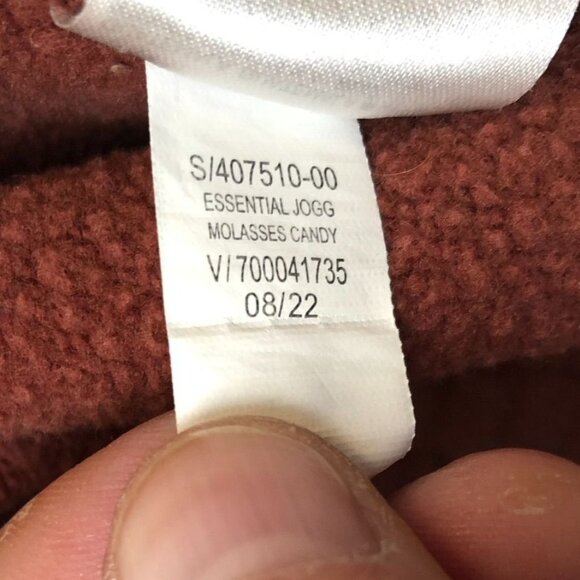 S/407510-00
ESSENTIAL JOGG
MOLASSES CANDY
V/700041735
08/22